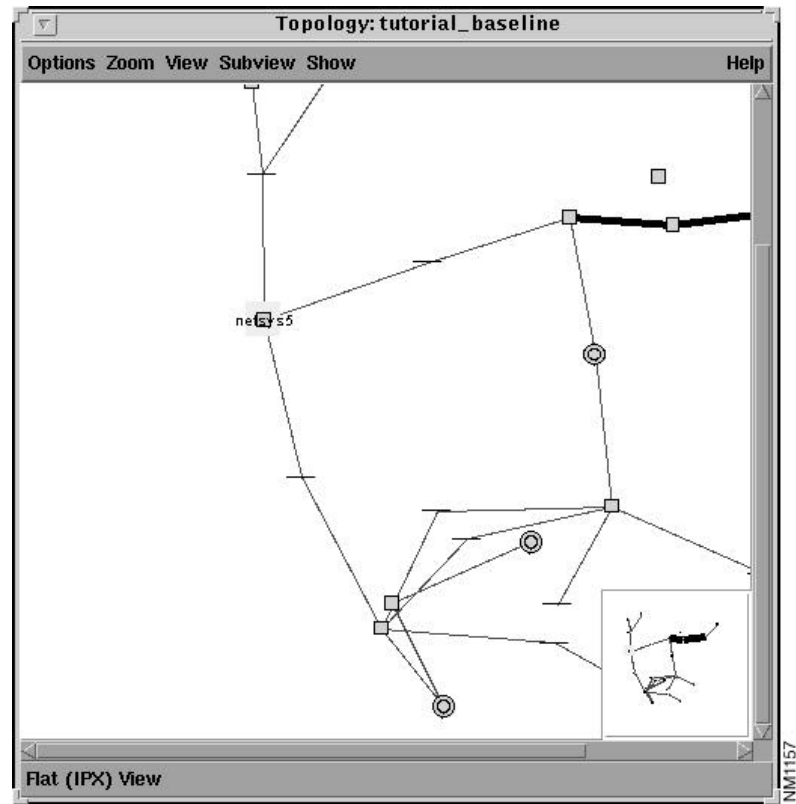 Topology: tutorial_baseline
Options Zoom View Subview Show Help
netsys5
Flat (IPX) View
NM1157